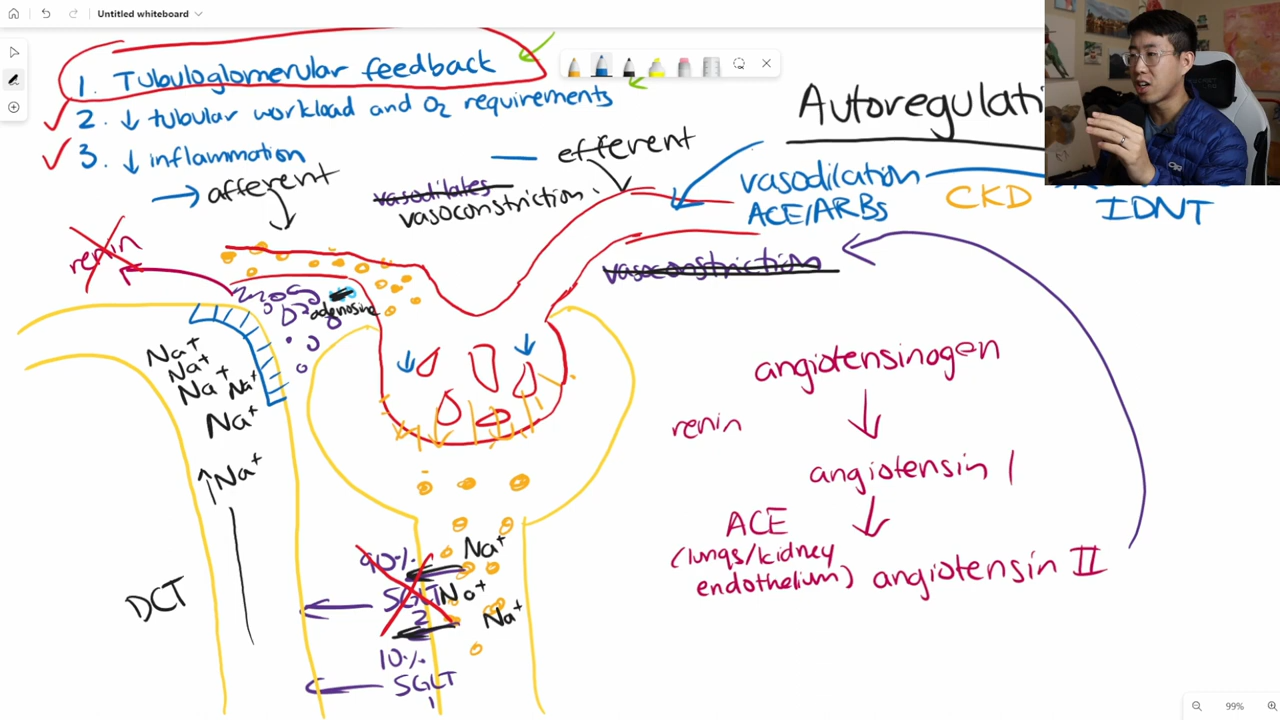 Untitled whiteboard
1. Tubuloglomerular feedback
2. ↓ tubular workload and O2 requirements
3. ↓ inflammation
Autoregulati
→ afferent
efferent
vasodilates
vasoconstriction
vasodilation
ACE/ARBs
CKD
IDNT
vasoconstriction
renin
adenosine
Na+
Na+
Na+ Na+
Na+
↑Na+
DCT
angiotensinogen
renin
angiotensin I
ACE
(lungs/kidney
endothelium)
angiotensin II
90%
SGLT
2
Na+
Na+
Na+
10%
SGLT
1
99%